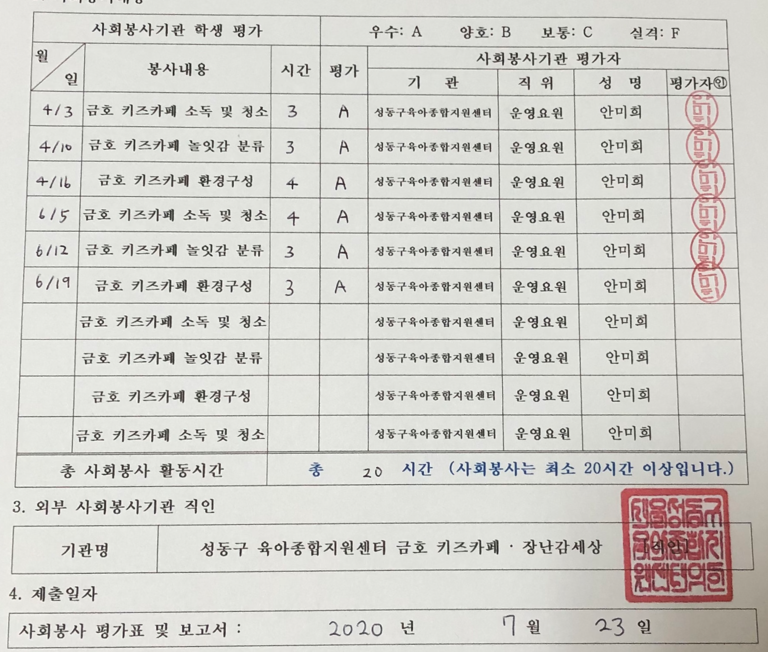 사회봉사기관 학생 평가 우수: A 양호: B 보통: C 실격: F
월 일 봉사내용 시간 평가 사회봉사기관 평가자
기 관 직 위 성 명 평가자㊞
4/3 금호 키즈카페 소독 및 청소 3 A 성동구육아종합지원센터 운영요원 안미희
4/10 금호 키즈카페 놀잇감 분류 3 A 성동구육아종합지원센터 운영요원 안미희
4/16 금호 키즈카페 환경구성 4 A 성동구육아종합지원센터 운영요원 안미희
6/5 금호 키즈카페 소독 및 청소 4 A 성동구육아종합지원센터 운영요원 안미희
6/12 금호 키즈카페 놀잇감 분류 3 A 성동구육아종합지원센터 운영요원 안미희
6/19 금호 키즈카페 환경구성 3 A 성동구육아종합지원센터 운영요원 안미희
금호 키즈카페 소독 및 청소 성동구육아종합지원센터 운영요원 안미희
금호 키즈카페 놀잇감 분류 성동구육아종합지원센터 운영요원 안미희
금호 키즈카페 환경구성 성동구육아종합지원센터 운영요원 안미희
금호 키즈카페 소독 및 청소 성동구육아종합지원센터 운영요원 안미희
총 사회봉사 활동시간 총 20 시간 (사회봉사는 최소 20시간 이상입니다.)
3. 외부 사회봉사기관 직인
기관명 성동구 육아종합지원센터 금호 키즈카페 · 장난감세상 [직인]
4. 제출일자
사회봉사 평가표 및 보고서 : 2020 년 7 월 23 일